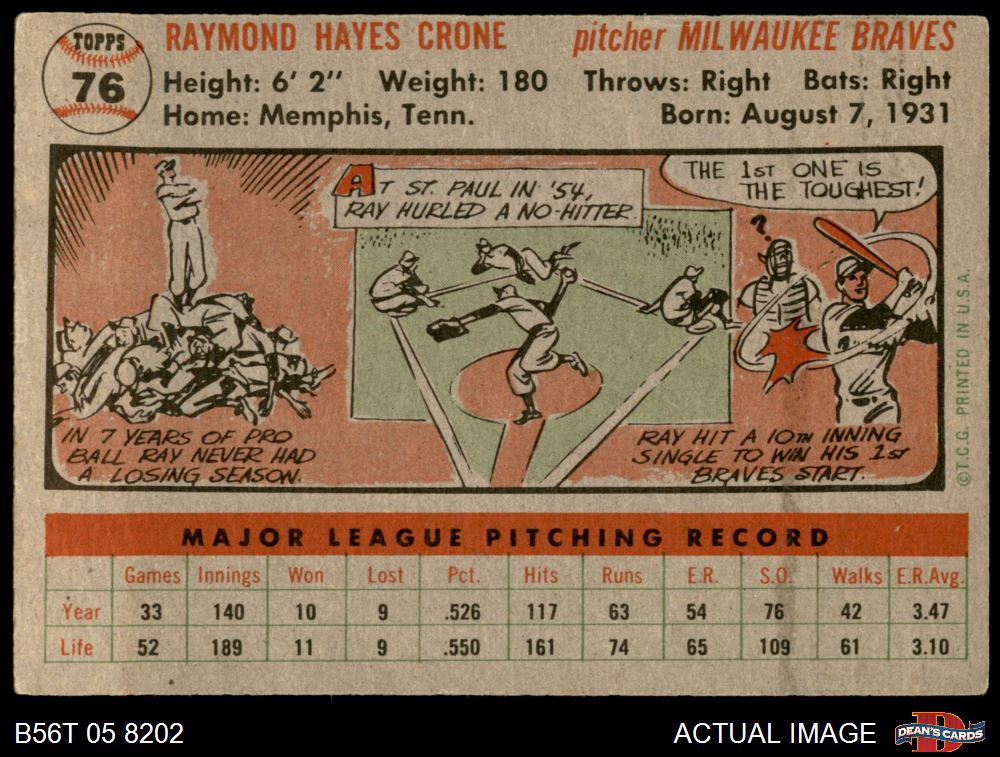 TOPPS
76
RAYMOND HAYES CRONE pitcher MILWAUKEE BRAVES
Height: 6' 2" Weight: 180 Throws: Right Bats: Right
Home: Memphis, Tenn. Born: August 7, 1931
IN 7 YEARS OF PRO
BALL RAY NEVER HAD
A LOSING SEASON.
AT ST. PAUL IN '54,
RAY HURLED A NO-HITTER.
THE 1ST ONE IS
THE TOUGHEST!
?
RAY HIT A 10TH INNING
SINGLE TO WIN HIS 1ST
BRAVES START.
©T.C.G. PRINTED IN U.S.A.
MAJOR LEAGUE PITCHING RECORD
Games Innings Won Lost Pct. Hits Runs E.R. S.O. Walks E.R.Avg.
Year 33 140 10 9 .526 117 63 54 76 42 3.47
Life 52 189 11 9 .550 161 74 65 109 61 3.10
B56T 05 8202 ACTUAL IMAGE
D
DEAN'S CARDS